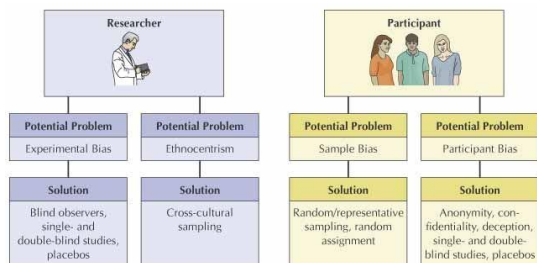 Researcher
Participant
Potential Problem
Experimental Bias
Potential Problem
Ethnocentrism
Potential Problem
Sample Bias
Potential Problem
Participant Bias
Solution
Blind observers,
single- and
double-blind studies,
placebos
Solution
Cross-cultural
sampling
Solution
Random/representative
sampling, random
assignment
Solution
Anonymity, con-
fidentiality, deception,
single- and double-
blind studies, placebos